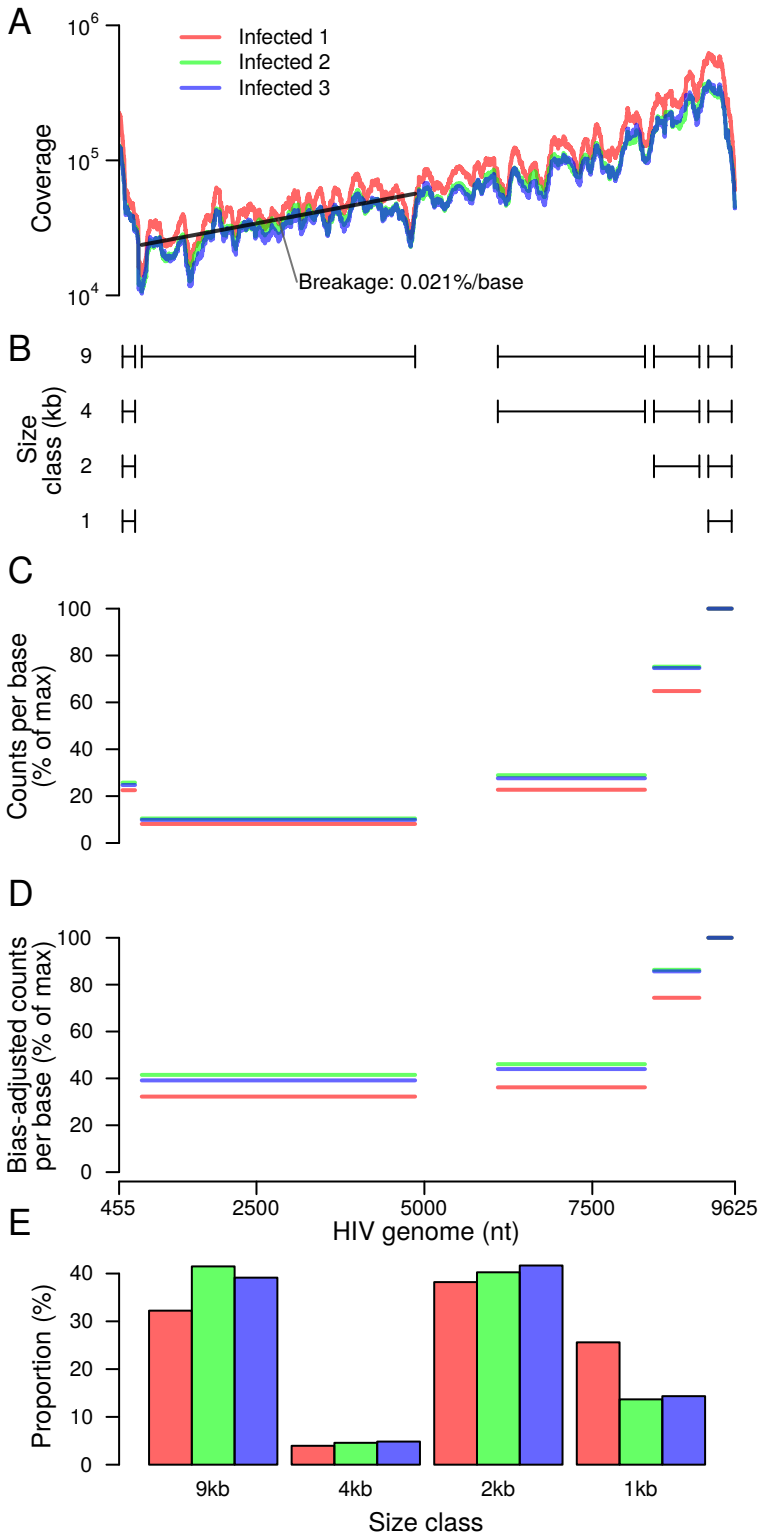 A
10^6
10^5
10^4
Coverage
Infected 1
Infected 2
Infected 3
Breakage: 0.021%/base
B
Size
class (kb)
9
4
2
1
C
Counts per base
(% of max)
100
80
60
40
20
0
D
Bias-adjusted counts
per base (% of max)
100
80
60
40
20
0
455
2500
5000
7500
9625
HIV genome (nt)
E
Proportion (%)
40
30
20
10
0
9kb
4kb
2kb
1kb
Size class